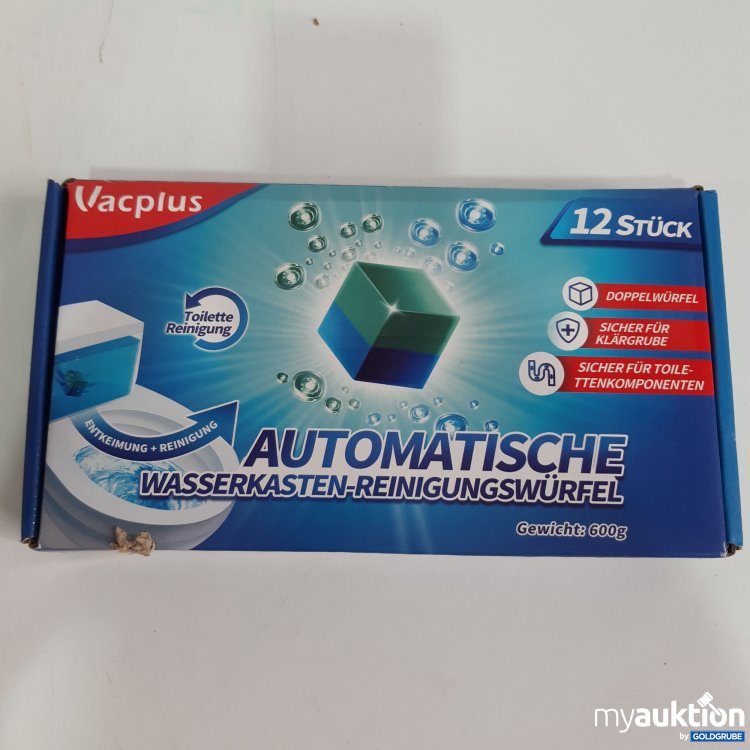 Vacplus
12 STÜCK
Toilette
Reinigung
DOPPELWÜRFEL
SICHER FÜR
KLÄRGRUBE
SICHER FÜR TOILE-
TTENKOMPONENTEN
ENTKEIMUNG + REINIGUNG
AUTOMATISCHE
WASSERKASTEN-REINIGUNGSWÜRFEL
Gewicht: 600g
myauktion
by GOLDGRUBE